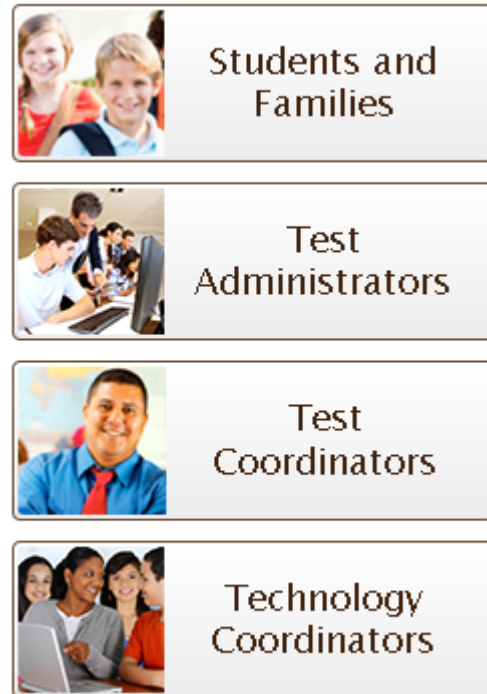 Students and
Families
Test
Administrators
Test
Coordinators
Technology
Coordinators